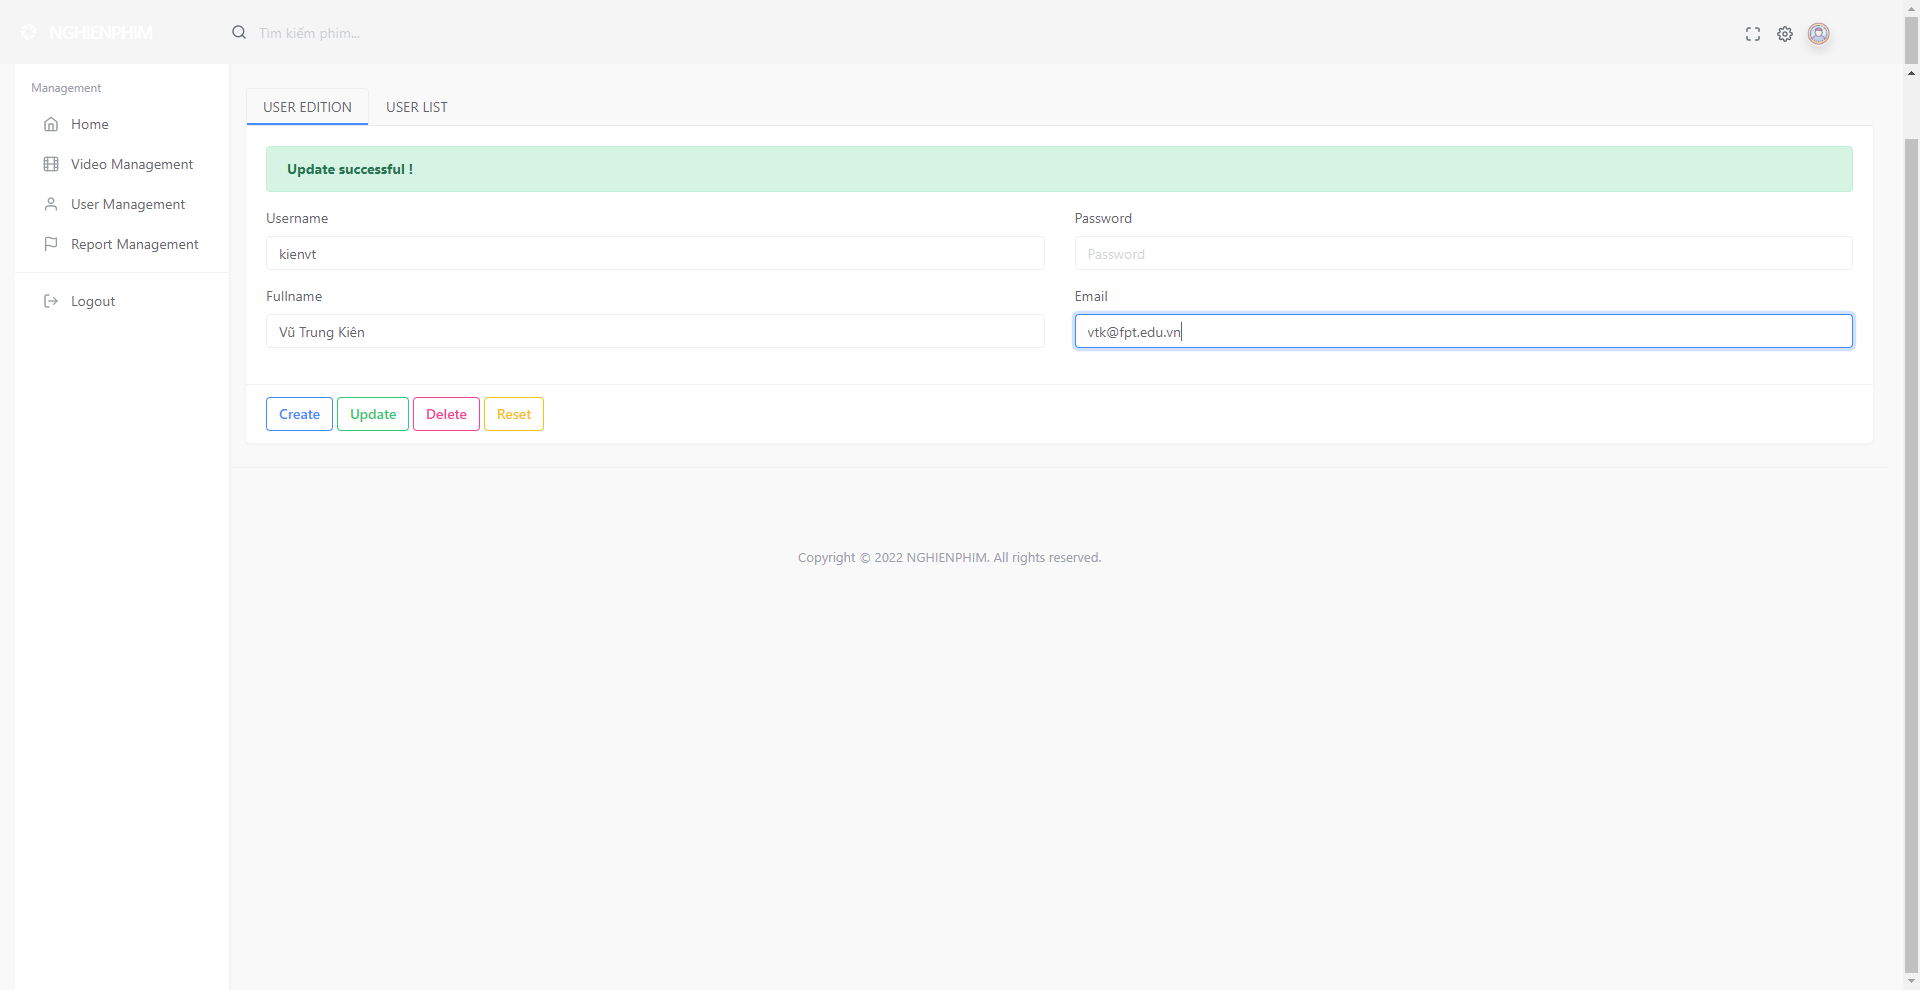 NGHIENPHIM
Tìm kiếm phim...
Management
Home
Video Management
User Management
Report Management
Logout
USER EDITION
USER LIST
Update successful !
Username
Password
kienvt
Password
Fullname
Email
Vũ Trung Kiên
vtk@fpt.edu.vn
Create
Update
Delete
Reset
Copyright © 2022 NGHIENPHIM. All rights reserved.